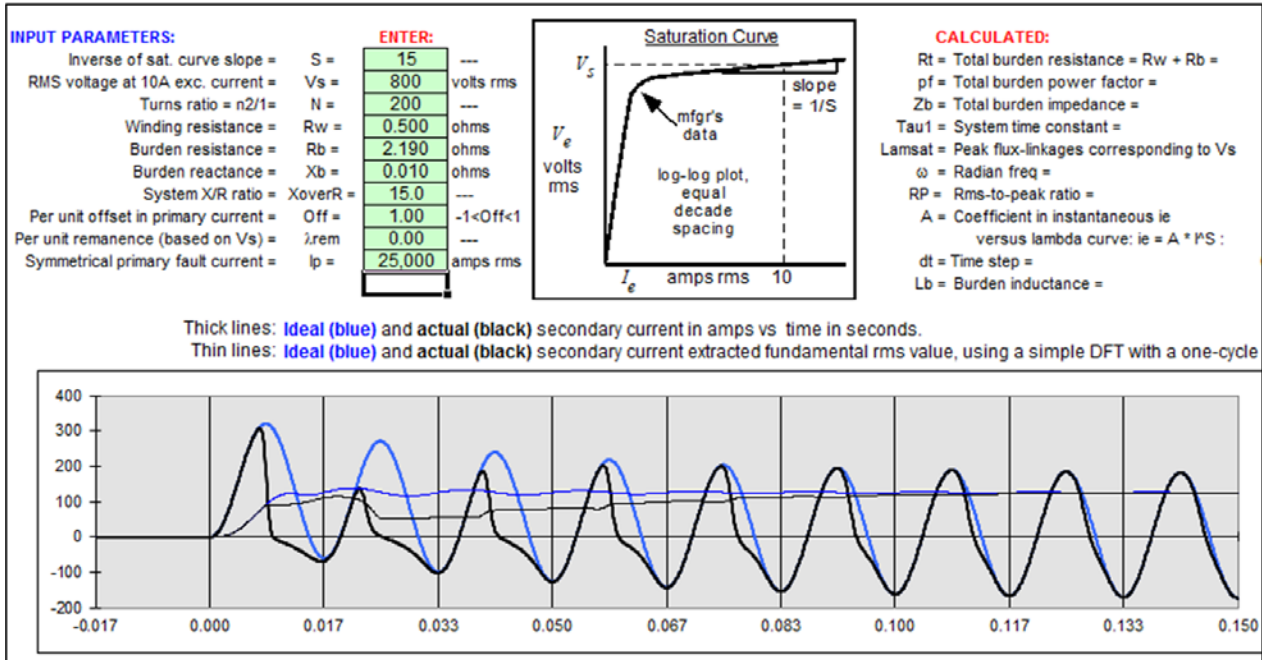 INPUT PARAMETERS: ENTER:
Inverse of sat. curve slope = S = 15 ---
RMS voltage at 10A exc. current = Vs = 800 volts rms
Turns ratio = n2/1= N = 200 ---
Winding resistance = Rw = 0.500 ohms
Burden resistance = Rb = 2.190 ohms
Burden reactance = Xb = 0.010 ohms
System X/R ratio = XoverR = 15.0 ---
Per unit offset in primary current = Off = 1.00 -1<Off<1
Per unit remanence (based on Vs) = λrem 0.00 ---
Symmetrical primary fault current = Ip = 25,000 amps rms
Saturation Curve
Vs
slope
= 1/S
mfgr's
data
Ve
volts
rms
log-log plot,
equal
decade
spacing
Ie amps rms 10
CALCULATED:
Rt = Total burden resistance = Rw + Rb =
pf = Total burden power factor =
Zb = Total burden impedance =
Tau1 = System time constant =
Lamsat = Peak flux-linkages corresponding to Vs
ω = Radian freq =
RP = Rms-to-peak ratio =
A = Coefficient in instantaneous ie
versus lambda curve: ie = A * l^S :
dt = Time step =
Lb = Burden inductance =
Thick lines: Ideal (blue) and actual (black) secondary current in amps vs time in seconds.
Thin lines: Ideal (blue) and actual (black) secondary current extracted fundamental rms value, using a simple DFT with a one-cycle
400
300
200
100
0
-100
-200
-0.017 0.000 0.017 0.033 0.050 0.067 0.083 0.100 0.117 0.133 0.150